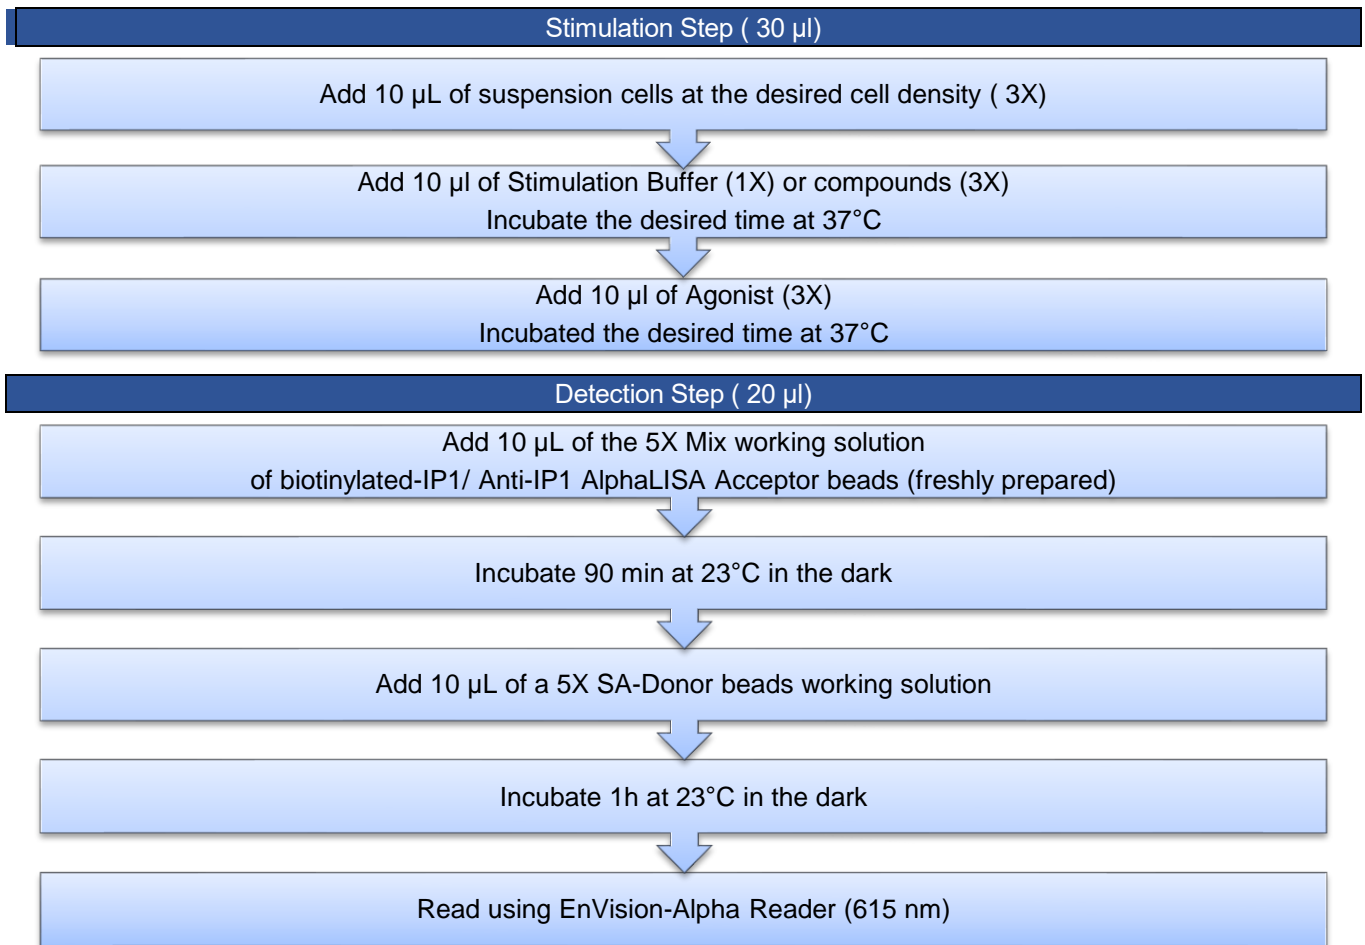 Stimulation Step ( 30 µl)
Add 10 µL of suspension cells at the desired cell density ( 3X)
Add 10 µl of Stimulation Buffer (1X) or compounds (3X)
Incubate the desired time at 37°C
Add 10 µl of Agonist (3X)
Incubated the desired time at 37°C
Detection Step ( 20 µl)
Add 10 µL of the 5X Mix working solution
of biotinylated-IP1/ Anti-IP1 AlphaLISA Acceptor beads (freshly prepared)
Incubate 90 min at 23°C in the dark
Add 10 µL of a 5X SA-Donor beads working solution
Incubate 1h at 23°C in the dark
Read using EnVision-Alpha Reader (615 nm)